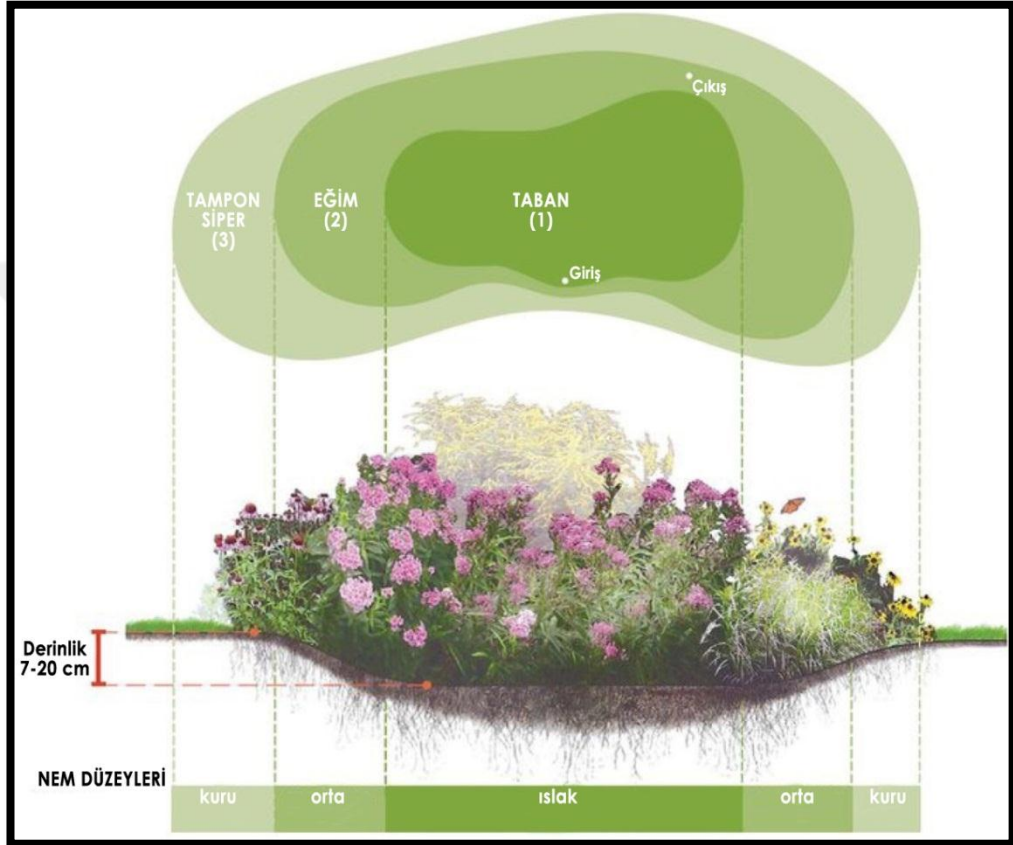 Çıkış
TAMPON
SİPER
(3)
EĞİM
(2)
TABAN
(1)
Giriş
Derinlik
7-20 cm
NEM DÜZEYLERİ
kuru
orta
ıslak
orta
kuru